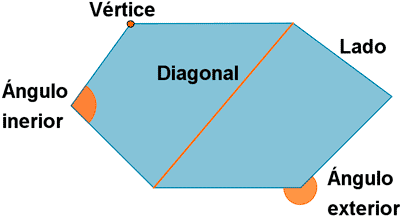 Vértice
Lado
Diagonal
Ángulo
inerior
Ángulo
exterior